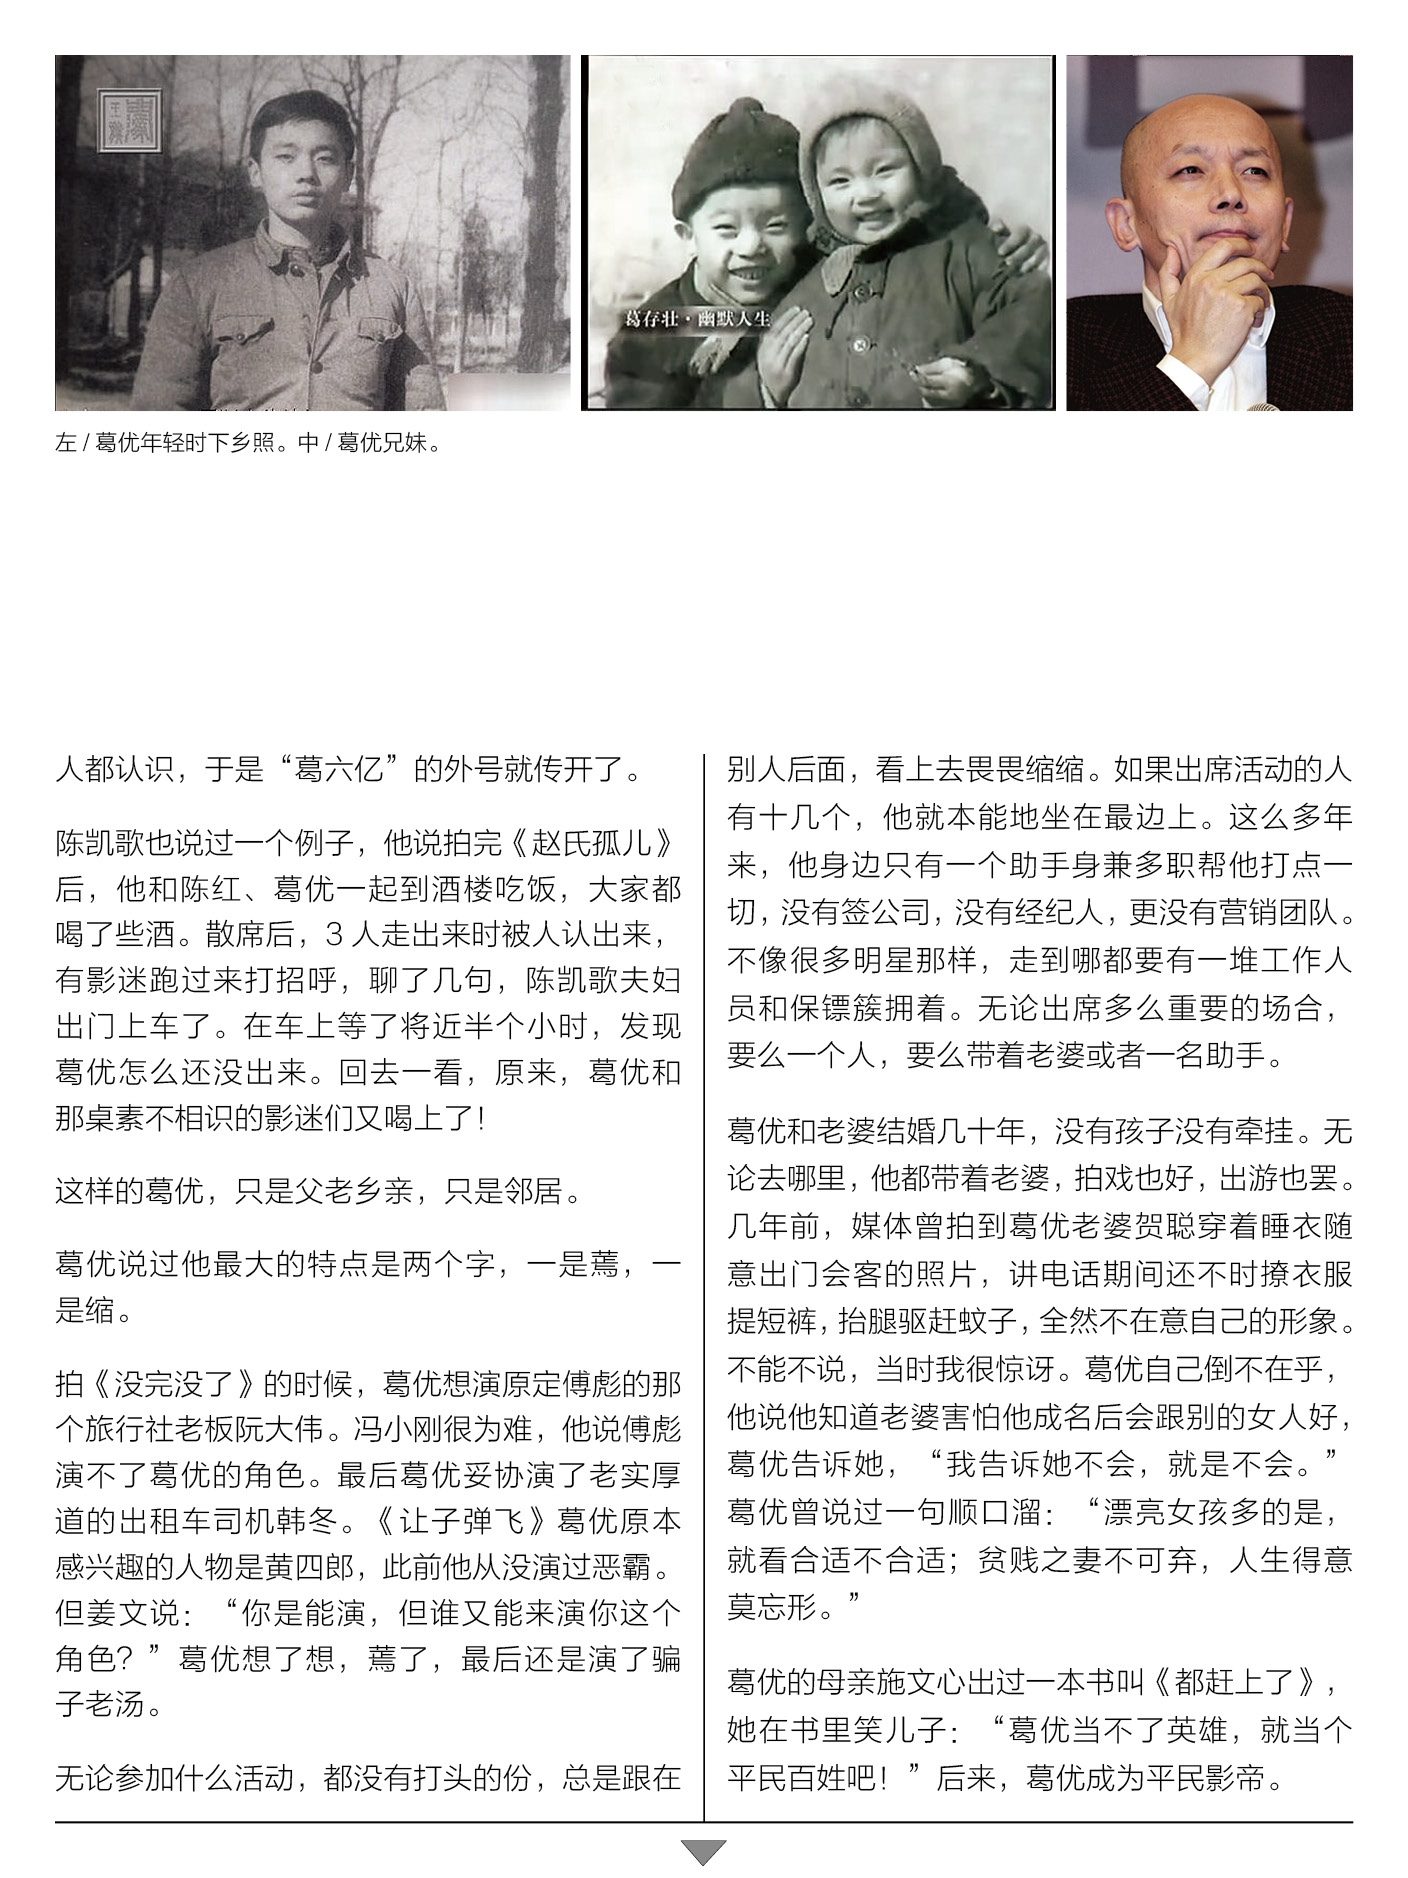 葛存壮·幽默人生
左 / 葛优年轻时下乡照。中 / 葛优兄妹。
人都认识，于是“葛六亿”的外号就传开了。
陈凯歌也说过一个例子，他说拍完《赵氏孤儿》
后，他和陈红、葛优一起到酒楼吃饭，大家都
喝了些酒。散席后，3 人走出来时被人认出来，
有影迷跑过来打招呼，聊了几句，陈凯歌夫妇
出门上车了。在车上等了将近半个小时，发现
葛优怎么还没出来。回去一看，原来，葛优和
那桌素不相识的影迷们又喝上了！
这样的葛优，只是父老乡亲，只是邻居。
葛优说过他最大的特点是两个字，一是蔫，一
是缩。
拍《没完没了》的时候，葛优想演原定傅彪的那
个旅行社老板阮大伟。冯小刚很为难，他说傅彪
演不了葛优的角色。最后葛优妥协演了老实厚
道的出租车司机韩冬。《让子弹飞》葛优原本
感兴趣的人物是黄四郎，此前他从没演过恶霸。
但姜文说：“你是能演，但谁又能来演你这个
角色？”葛优想了想，蔫了，最后还是演了骗
子老汤。
无论参加什么活动，都没有打头的份，总是跟在
别人后面，看上去畏畏缩缩。如果出席活动的人
有十几个，他就本能地坐在最边上。这么多年
来，他身边只有一个助手身兼多职帮他打点一
切，没有签公司，没有经纪人，更没有营销团队。
不像很多明星那样，走到哪都要有一堆工作人
员和保镖簇拥着。无论出席多么重要的场合，
要么一个人，要么带着老婆或者一名助手。
葛优和老婆结婚几十年，没有孩子没有牵挂。无
论去哪里，他都带着老婆，拍戏也好，出游也罢。
几年前，媒体曾拍到葛优老婆贺聪穿着睡衣随
意出门会客的照片，讲电话期间还不时撩衣服
提短裤，抬腿驱赶蚊子，全然不在意自己的形象。
不能不说，当时我很惊讶。葛优自己倒不在乎，
他说他知道老婆害怕他成名后会跟别的女人好，
葛优告诉她，“我告诉她不会，就是不会。”
葛优曾说过一句顺口溜：“漂亮女孩多的是，
就看合适不合适；贫贱之妻不可弃，人生得意
莫忘形。”
葛优的母亲施文心出过一本书叫《都赶上了》，
她在书里笑儿子：“葛优当不了英雄，就当个
平民百姓吧！”后来，葛优成为平民影帝。